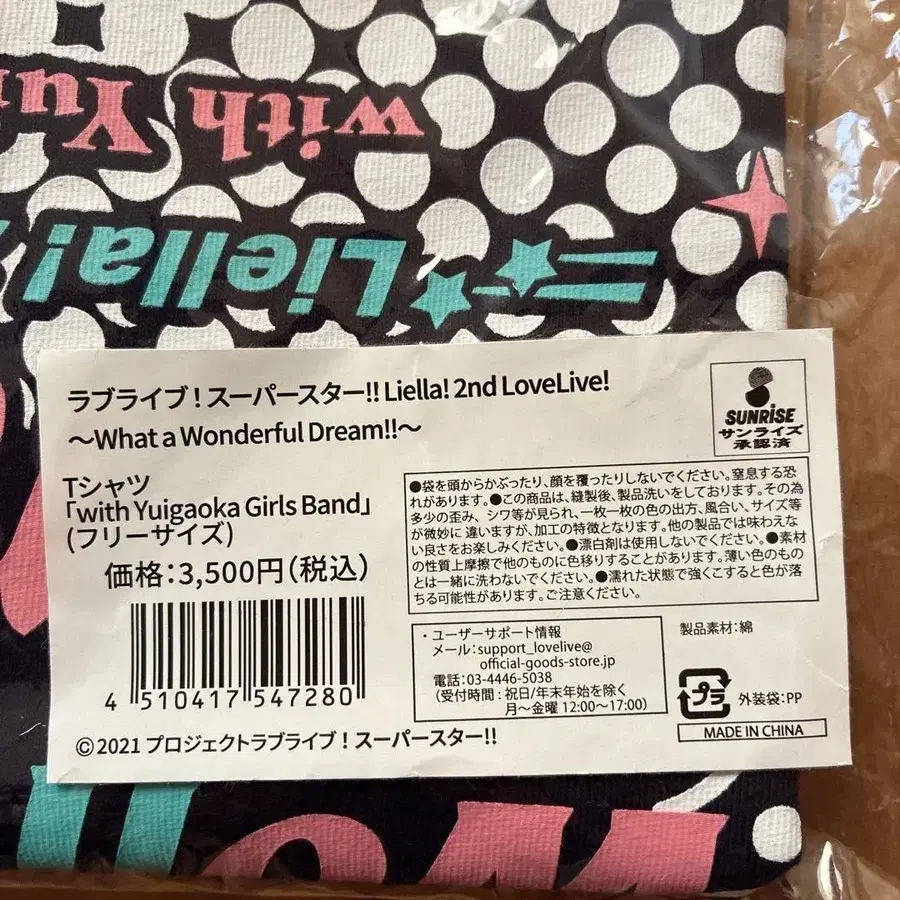 with Yu
Liella!
ラブライブ！スーパースター!! Liella! 2nd LoveLive!
～What a Wonderful Dream!!～
Tシャツ
「with Yuigaoka Girls Band」
(フリーサイズ)
価格：3,500円（税込）
4 510417 547280
©2021 プロジェクトラブライブ！スーパースター!!
SUNRISE
サンライズ
承認済
●袋を頭からかぶったり、顔を覆ったりしないでください。窒息する恐
れがあります。●この商品は、縫製後、製品洗いをしております。その為
多少の歪み、シワ等が見られ、一枚一枚の色の出方、風合い、サイズ等
が微妙に違いますが、加工の特徴となります。他の製品では味わえな
い良さをお楽しみください。●漂白剤は使用しないでください。●素材
の性質上摩擦で他のものに色移りすることがあります。薄い色のもの
とは一緒に洗わないでください。●濡れた状態で強くこすると色が落
ちる可能性があります。ご注意ください。
・ユーザーサポート情報
メール：support_lovelive@
official-goods-store.jp
電話：03-4446-5038
（受付時間：祝日/年末年始を除く
月～金曜 12:00～17:00）
製品素材：綿
プラ
外装袋：PP
MADE IN CHINA